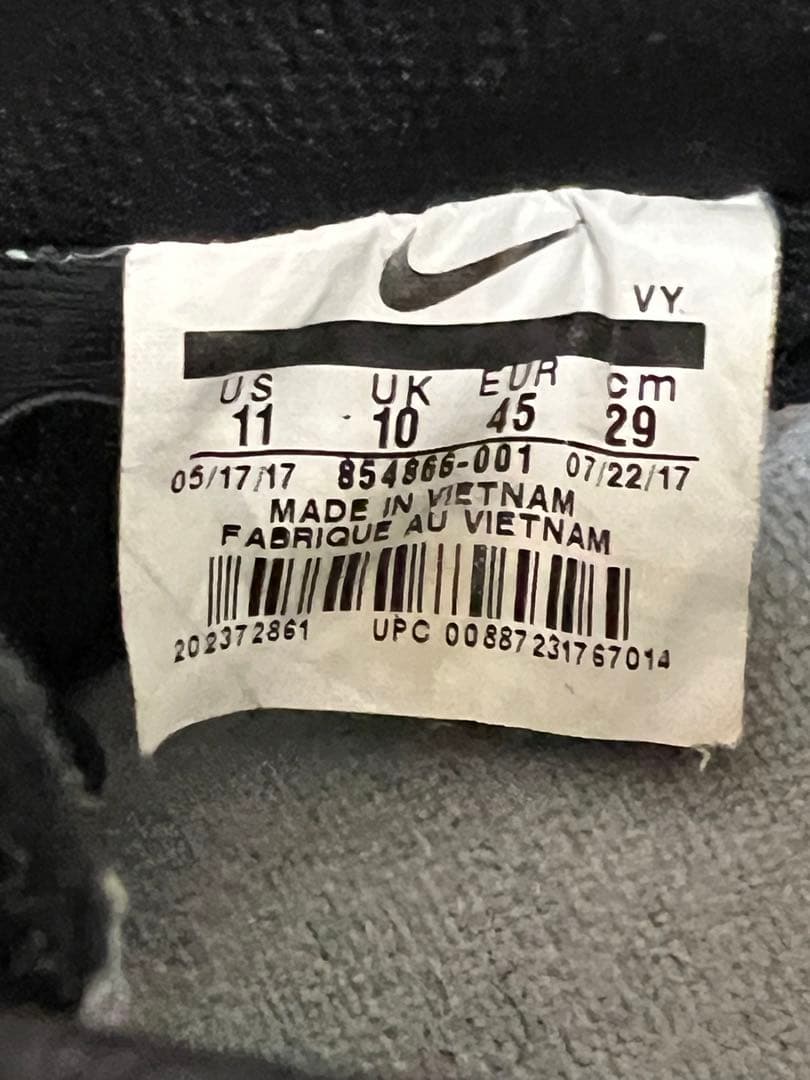 VY
US UK EUR cm
11 10 45 29
05/17/17 854866-001 07/22/17
MADE IN VIETNAM
FABRIQUE AU VIETNAM
202372861 UPC 00887231767014